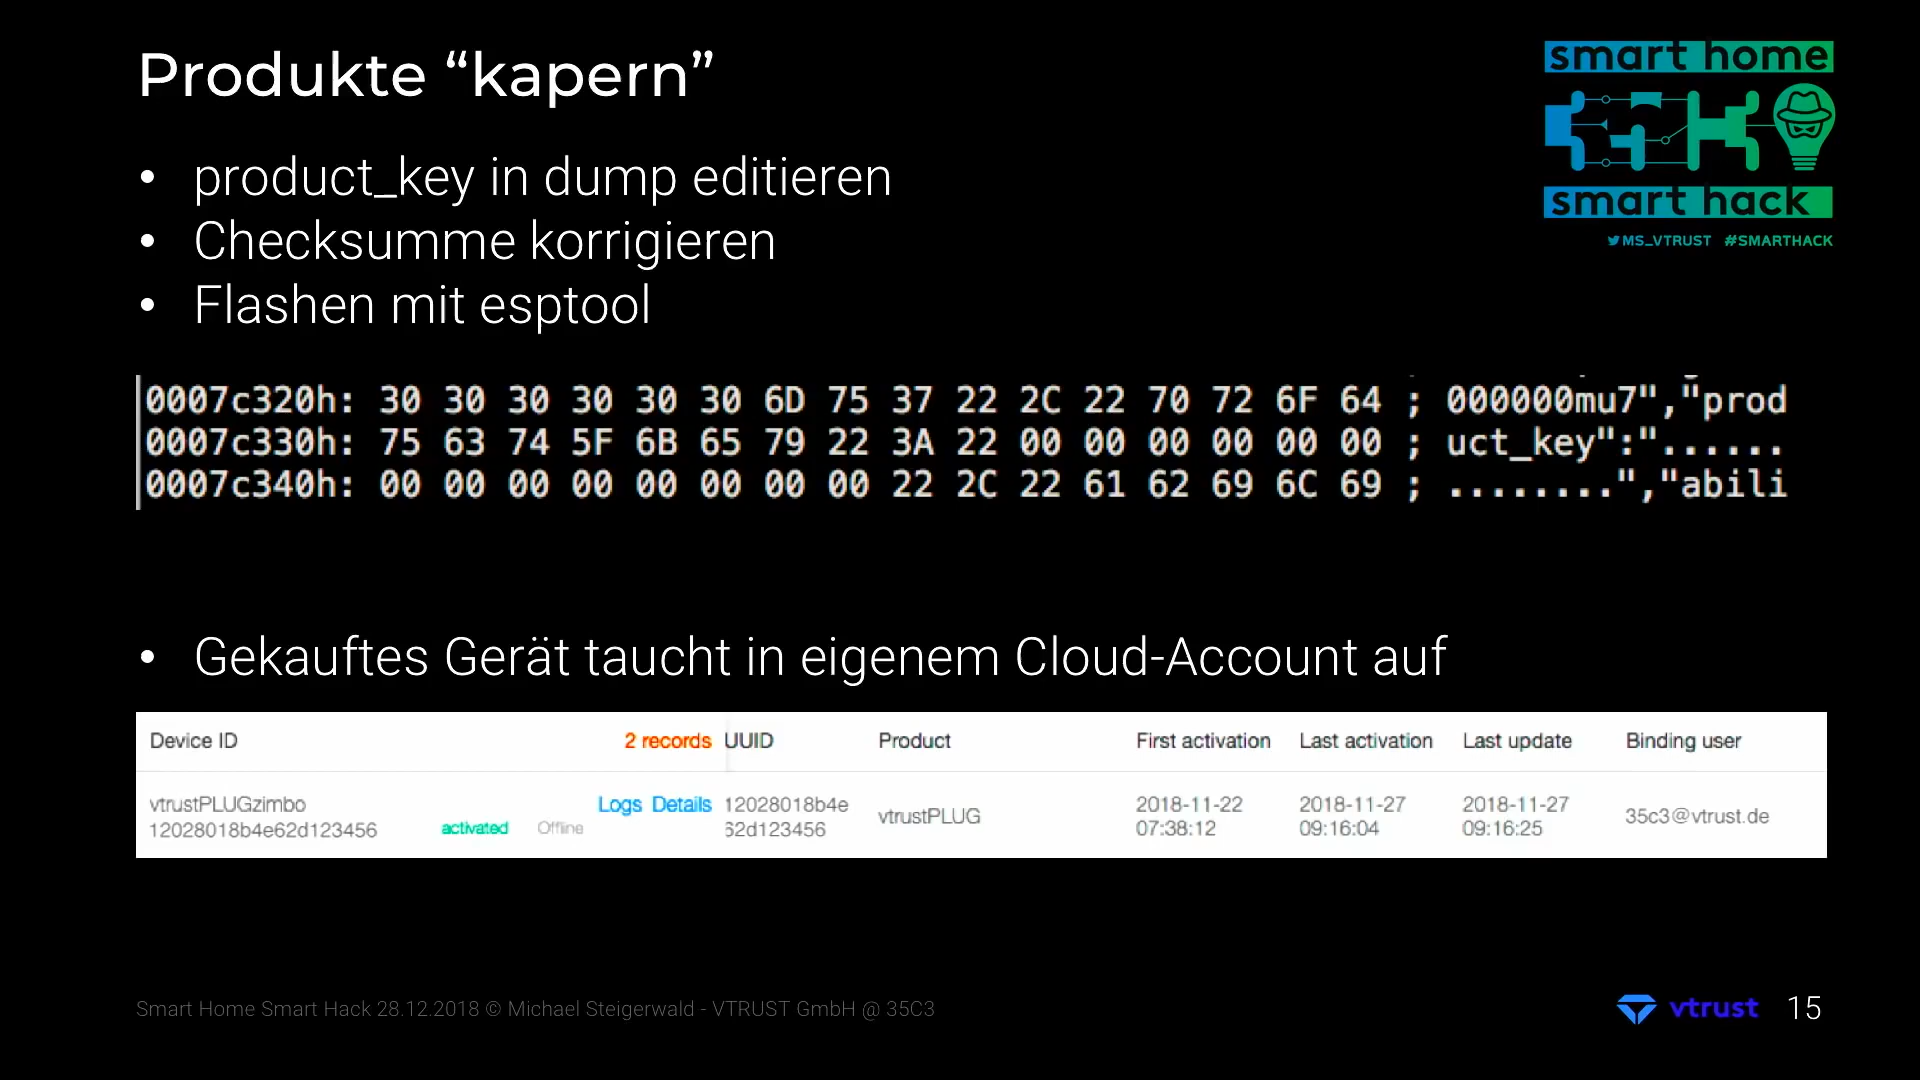 Produkte “kapern”
smart home
smart hack
MS_VTRUST #SMARTHACK
• product_key in dump editieren
• Checksumme korrigieren
• Flashen mit esptool
0007c320h: 30 30 30 30 30 30 6D 75 37 22 2C 22 70 72 6F 64 ; 000000mu7","prod
0007c330h: 75 63 74 5F 6B 65 79 22 3A 22 00 00 00 00 00 00 ; uct_key":"......
0007c340h: 00 00 00 00 00 00 00 00 22 2C 22 61 62 69 6C 69 ; ........","abili
• Gekauftes Gerät taucht in eigenem Cloud-Account auf
Device ID 2 records UUID Product First activation Last activation Last update Binding user
vtrustPLUGzimbo Logs Details 12028018b4e vtrustPLUG 2018-11-22 2018-11-27 2018-11-27 35c3@vtrust.de
12028018b4e62d123456 activated Offline 62d123456 07:38:12 09:16:04 09:16:25
Smart Home Smart Hack 28.12.2018 © Michael Steigerwald - VTRUST GmbH @ 35C3
vtrust 15